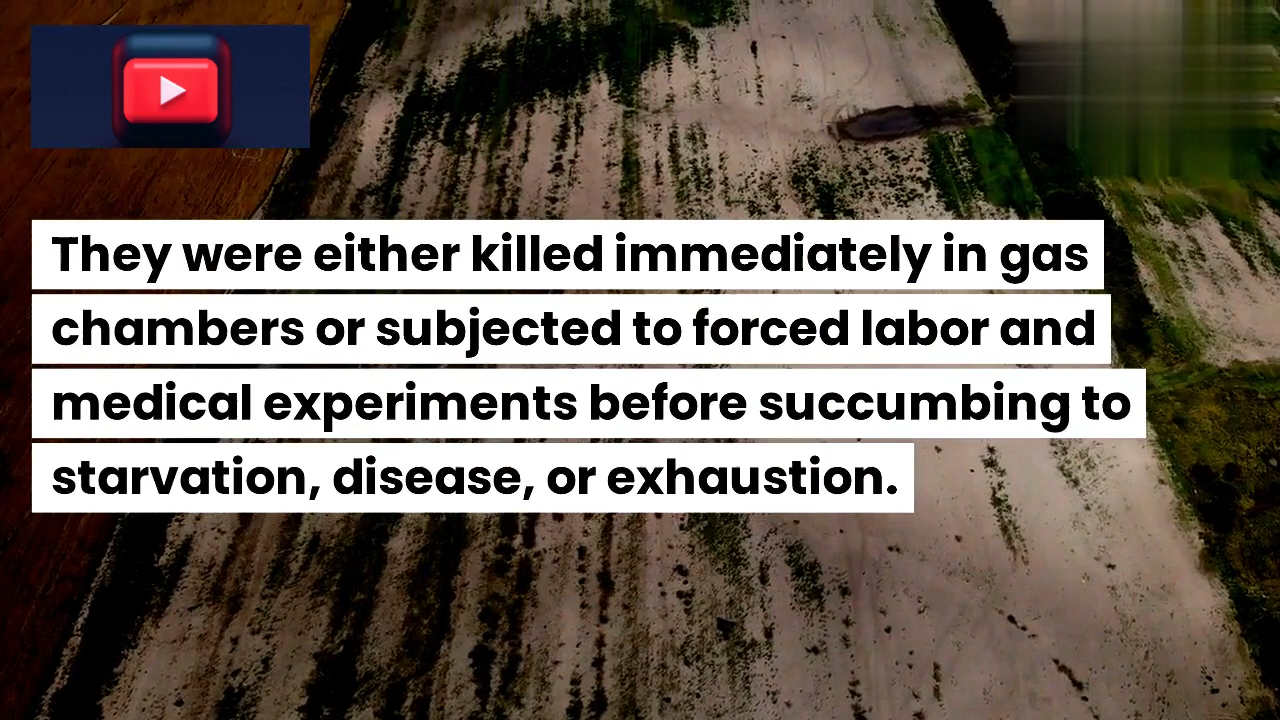 They were either killed immediately in gas
chambers or subjected to forced labor and
medical experiments before succumbing to
starvation, disease, or exhaustion.